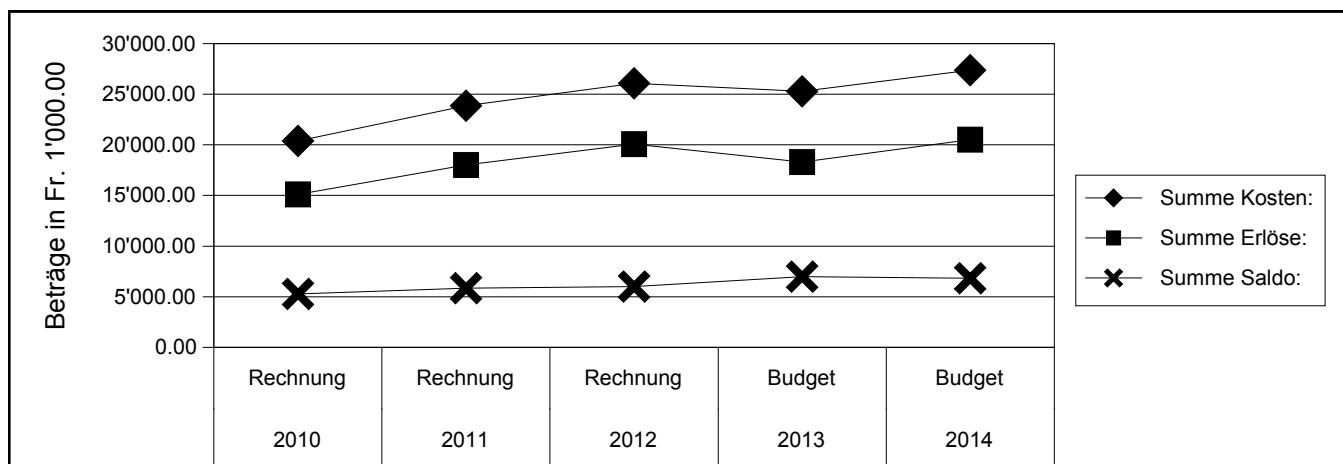 Beträge in Fr. 1'000.00
30'000.00
25'000.00
20'000.00
15'000.00
10'000.00
5'000.00
0.00
Rechnung Rechnung Rechnung Budget Budget
2010 2011 2012 2013 2014
Summe Kosten:
Summe Erlöse:
Summe Saldo: